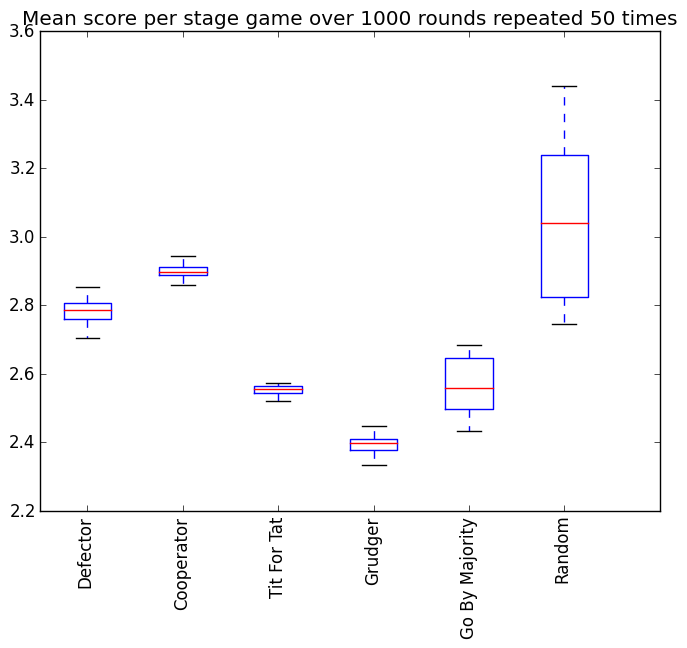 Mean score per stage game over 1000 rounds repeated 50 times
3.6
3.4
3.2
3.0
2.8
2.6
2.4
2.2
Defector
Cooperator
Tit For Tat
Grudger
Go By Majority
Random